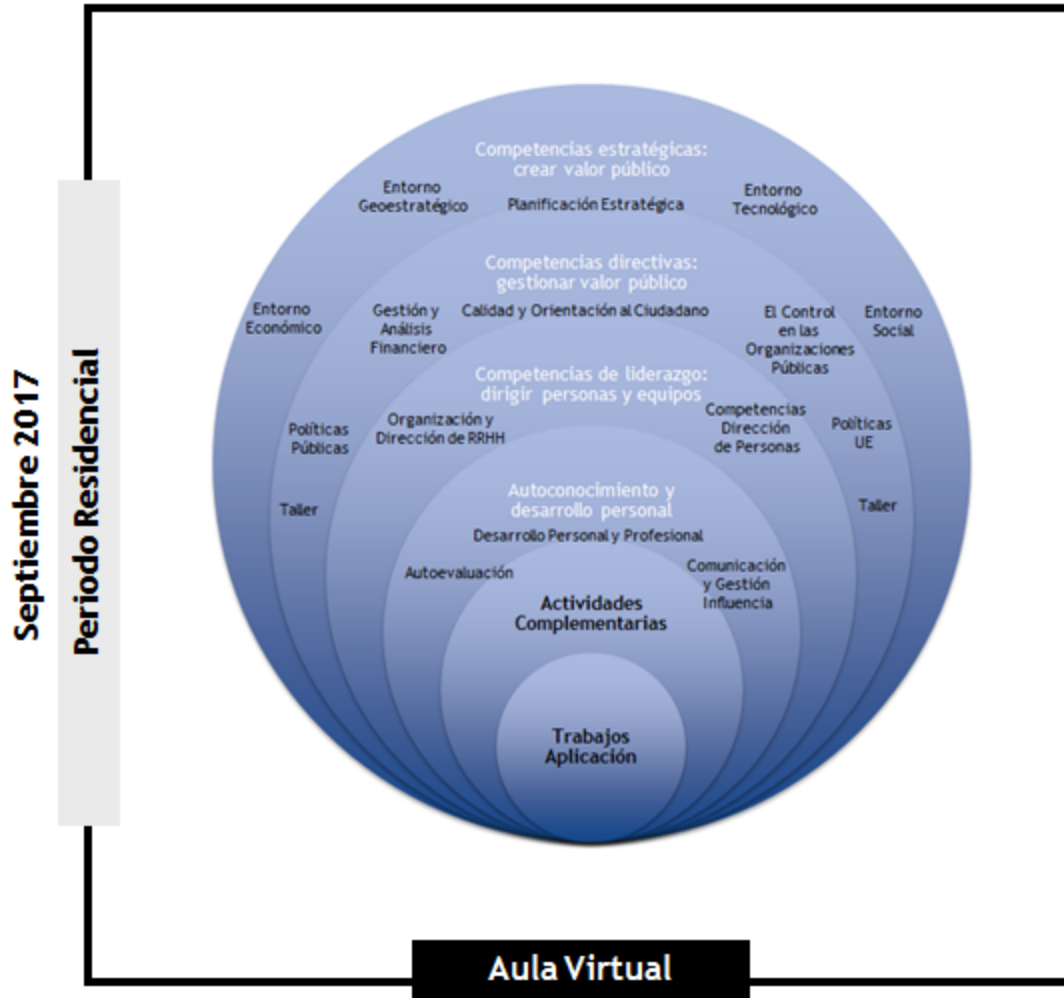 Septiembre 2017
Periodo Residencial
Competencias estratégicas:
crear valor público
Entorno
Geoestratégico
Planificación Estratégica
Entorno
Tecnológico
Competencias directivas:
gestionar valor público
Entorno
Económico
Gestión y
Análisis
Financiero
Calidad y Orientación al Ciudadano
El Control
en las
Organizaciones
Públicas
Entorno
Social
Competencias de liderazgo:
dirigir personas y equipos
Políticas
Públicas
Organización y
Dirección de RRHH
Competencias
Dirección
de Personas
Políticas
UE
Taller
Taller
Autoconocimiento y
desarrollo personal
Desarrollo Personal y Profesional
Autoevaluación
Comunicación
y Gestión
Influencia
Actividades
Complementarias
Trabajos
Aplicación
Aula Virtual